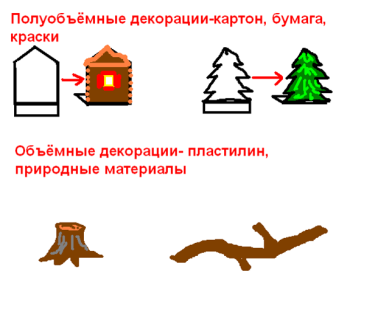 Полуобъёмные декорации-картон, бумага,
краски
Объёмные декорации- пластилин,
природные материалы